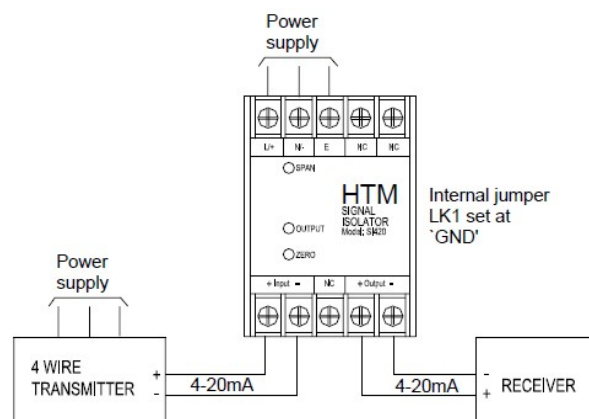 Power
supply
L/+ N/- E NC NC
SPAN
HTM
SIGNAL
ISOLATOR
Model; SI420
OUTPUT
ZERO
Internal jumper
LK1 set at
`GND'
+ Input - NC + Output -
Power
supply
4 WIRE
TRANSMITTER
+
-
4-20mA
4-20mA
-
+
RECEIVER